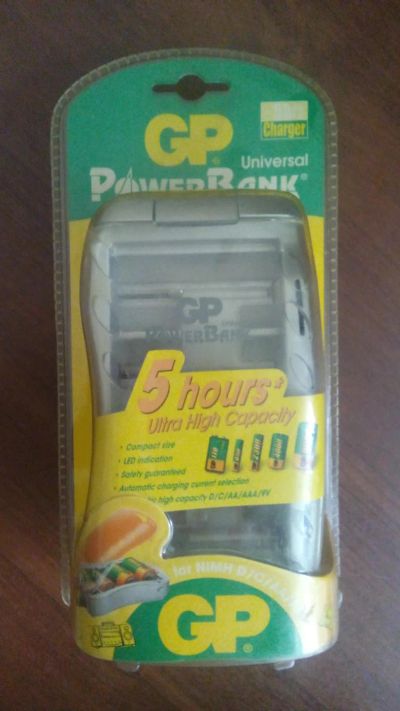 GP
Charger
Universal
POWERBANK
GP
POWERBANK
5 hours*
Ultra High Capacity
• Compact size
• LED indication
• Safety guaranteed
• Automatic charging current selection
high capacity D/C/AA/AAA/9V
for NiMH D/C/
GP